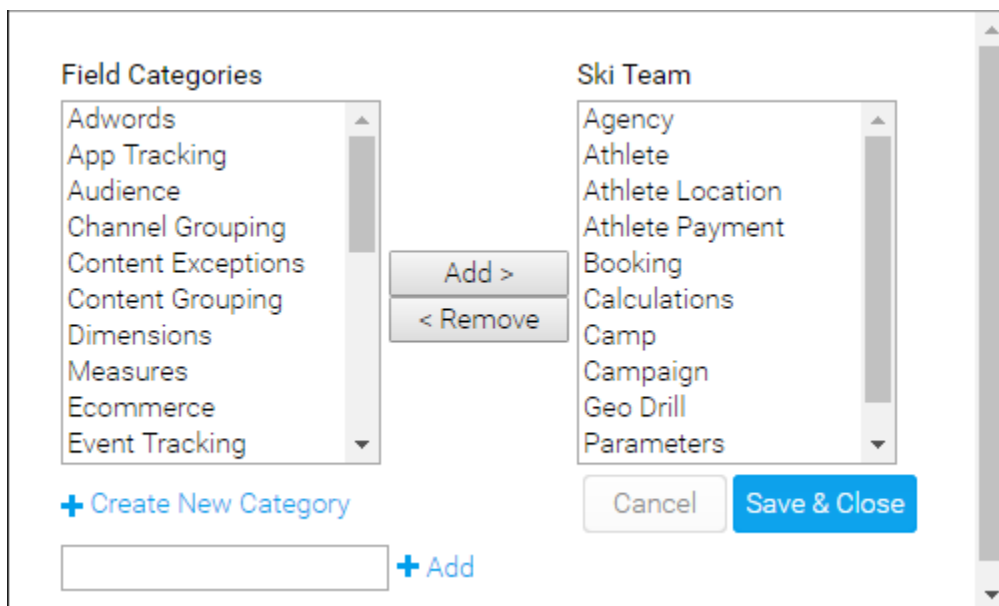 Field Categories
Adwords
App Tracking
Audience
Channel Grouping
Content Exceptions
Content Grouping
Dimensions
Measures
Ecommerce
Event Tracking
Add >
< Remove
Ski Team
Agency
Athlete
Athlete Location
Athlete Payment
Booking
Calculations
Camp
Campaign
Geo Drill
Parameters
+ Create New Category
Cancel
Save & Close
+ Add